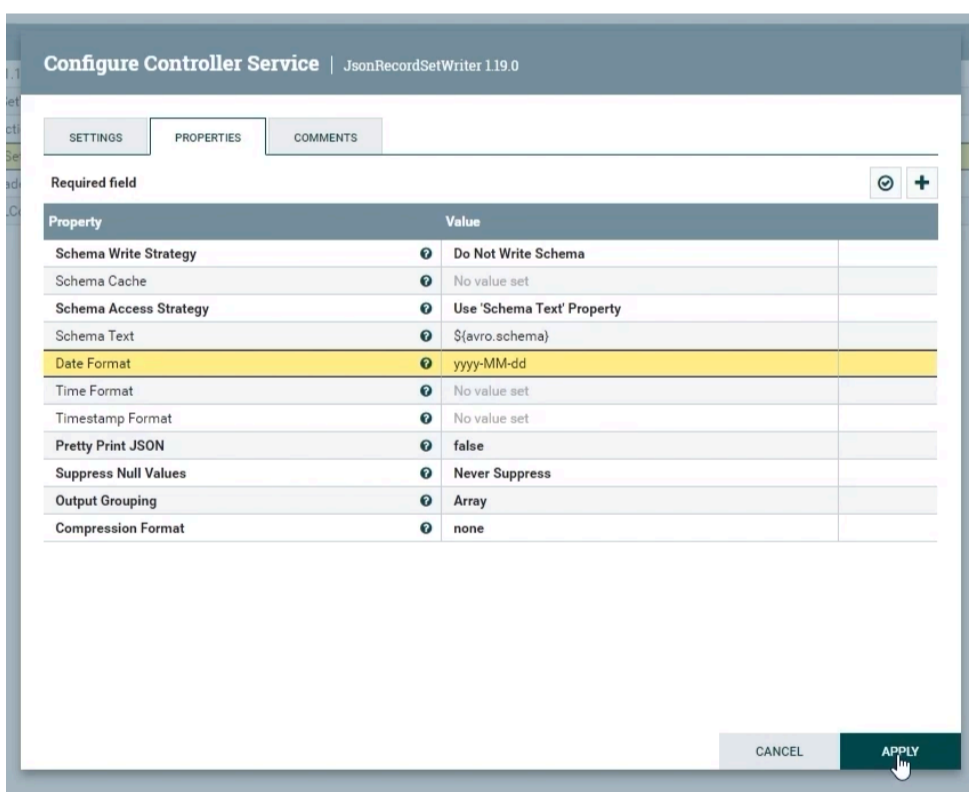 Configure Controller Service | JsonRecordSetWriter 1.19.0
SETTINGS PROPERTIES COMMENTS
Required field
Property Value
Schema Write Strategy Do Not Write Schema
Schema Cache No value set
Schema Access Strategy Use 'Schema Text' Property
Schema Text ${avro.schema}
Date Format yyyy-MM-dd
Time Format No value set
Timestamp Format No value set
Pretty Print JSON false
Suppress Null Values Never Suppress
Output Grouping Array
Compression Format none
CANCEL APPLY